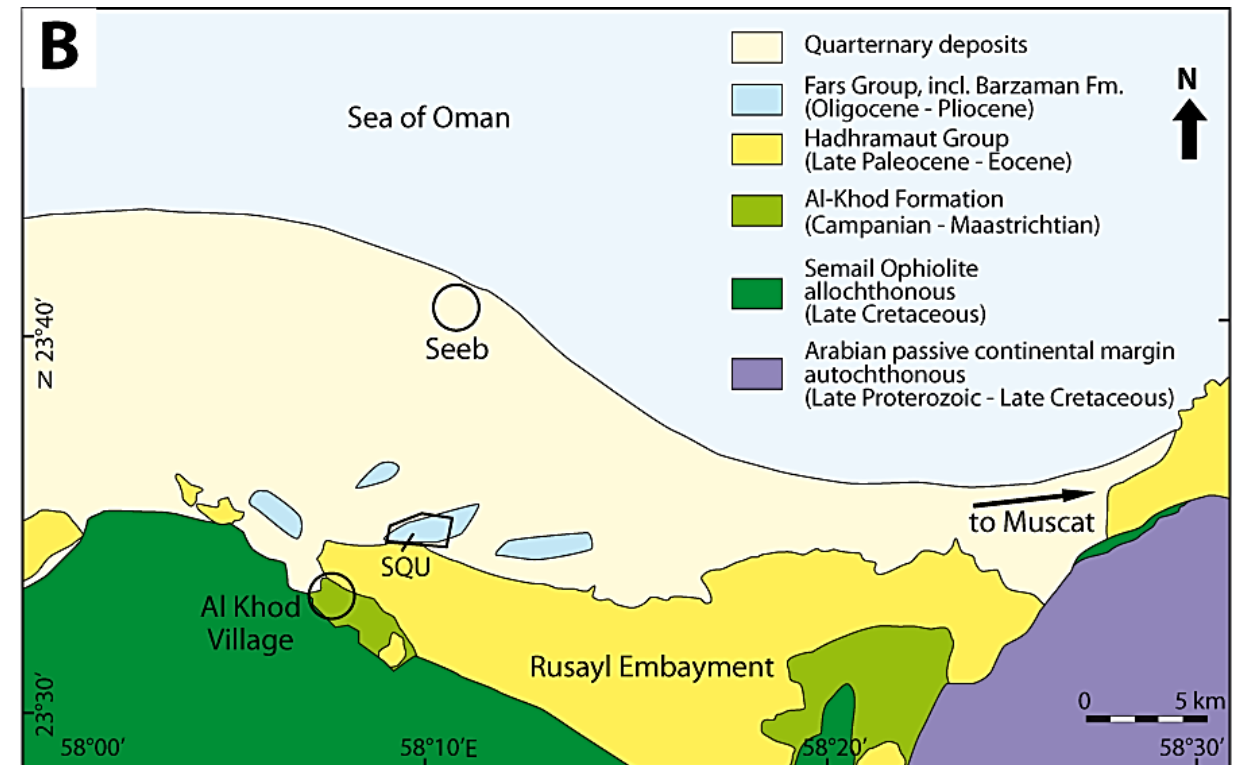 B
Sea of Oman
Quarternary deposits
Fars Group, incl. Barzaman Fm.
(Oligocene - Pliocene)
Hadhramaut Group
(Late Paleocene - Eocene)
Al-Khod Formation
(Campanian - Maastrichtian)
Semail Ophiolite
allochthonous
(Late Cretaceous)
Arabian passive continental margin
autochthonous
(Late Proterozoic - Late Cretaceous)
N
23°40′
N
Seeb
to Muscat
SQU
Al Khod
Village
Rusayl Embayment
23°30′
0 5 km
58°00′
58°10′E
58°20′
58°30′